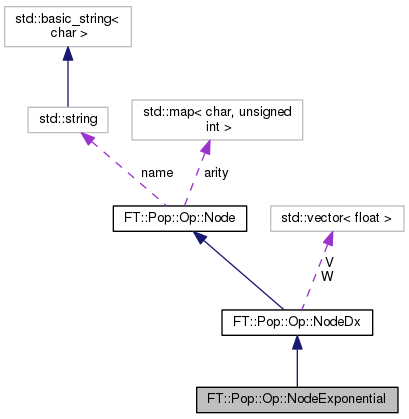 std::basic_string<
char >
std::string
std::map< char, unsigned
int >
name
arity
FT::Pop::Op::Node
std::vector< float >
V
W
FT::Pop::Op::NodeDx
FT::Pop::Op::NodeExponential